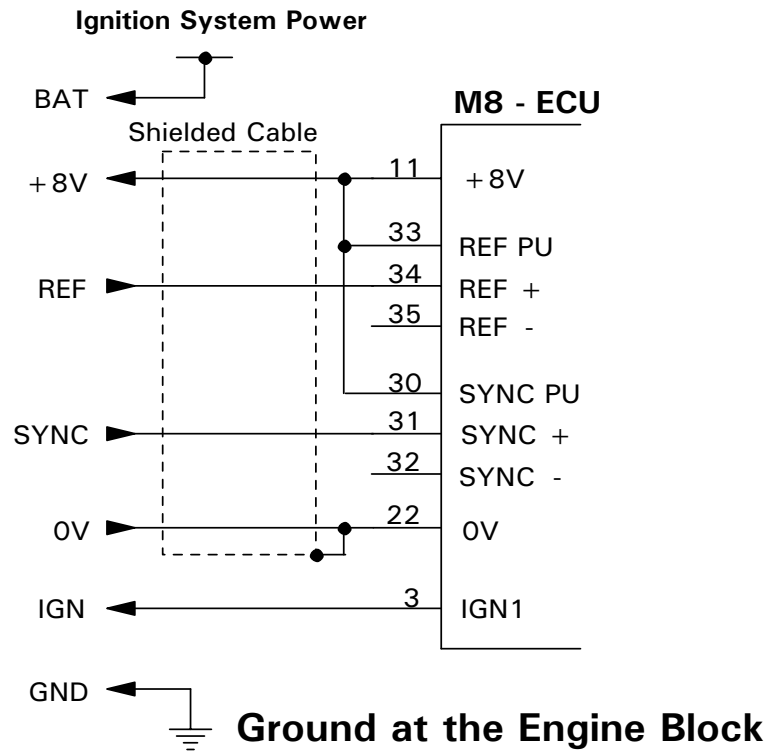 Ignition System Power
BAT
M8 - ECU
Shielded Cable
+8V 11 +8V
33 REF PU
REF 34 REF +
35 REF -
30 SYNC PU
SYNC 31 SYNC +
32 SYNC -
0V 22 0V
IGN 3 IGN1
GND
Ground at the Engine Block